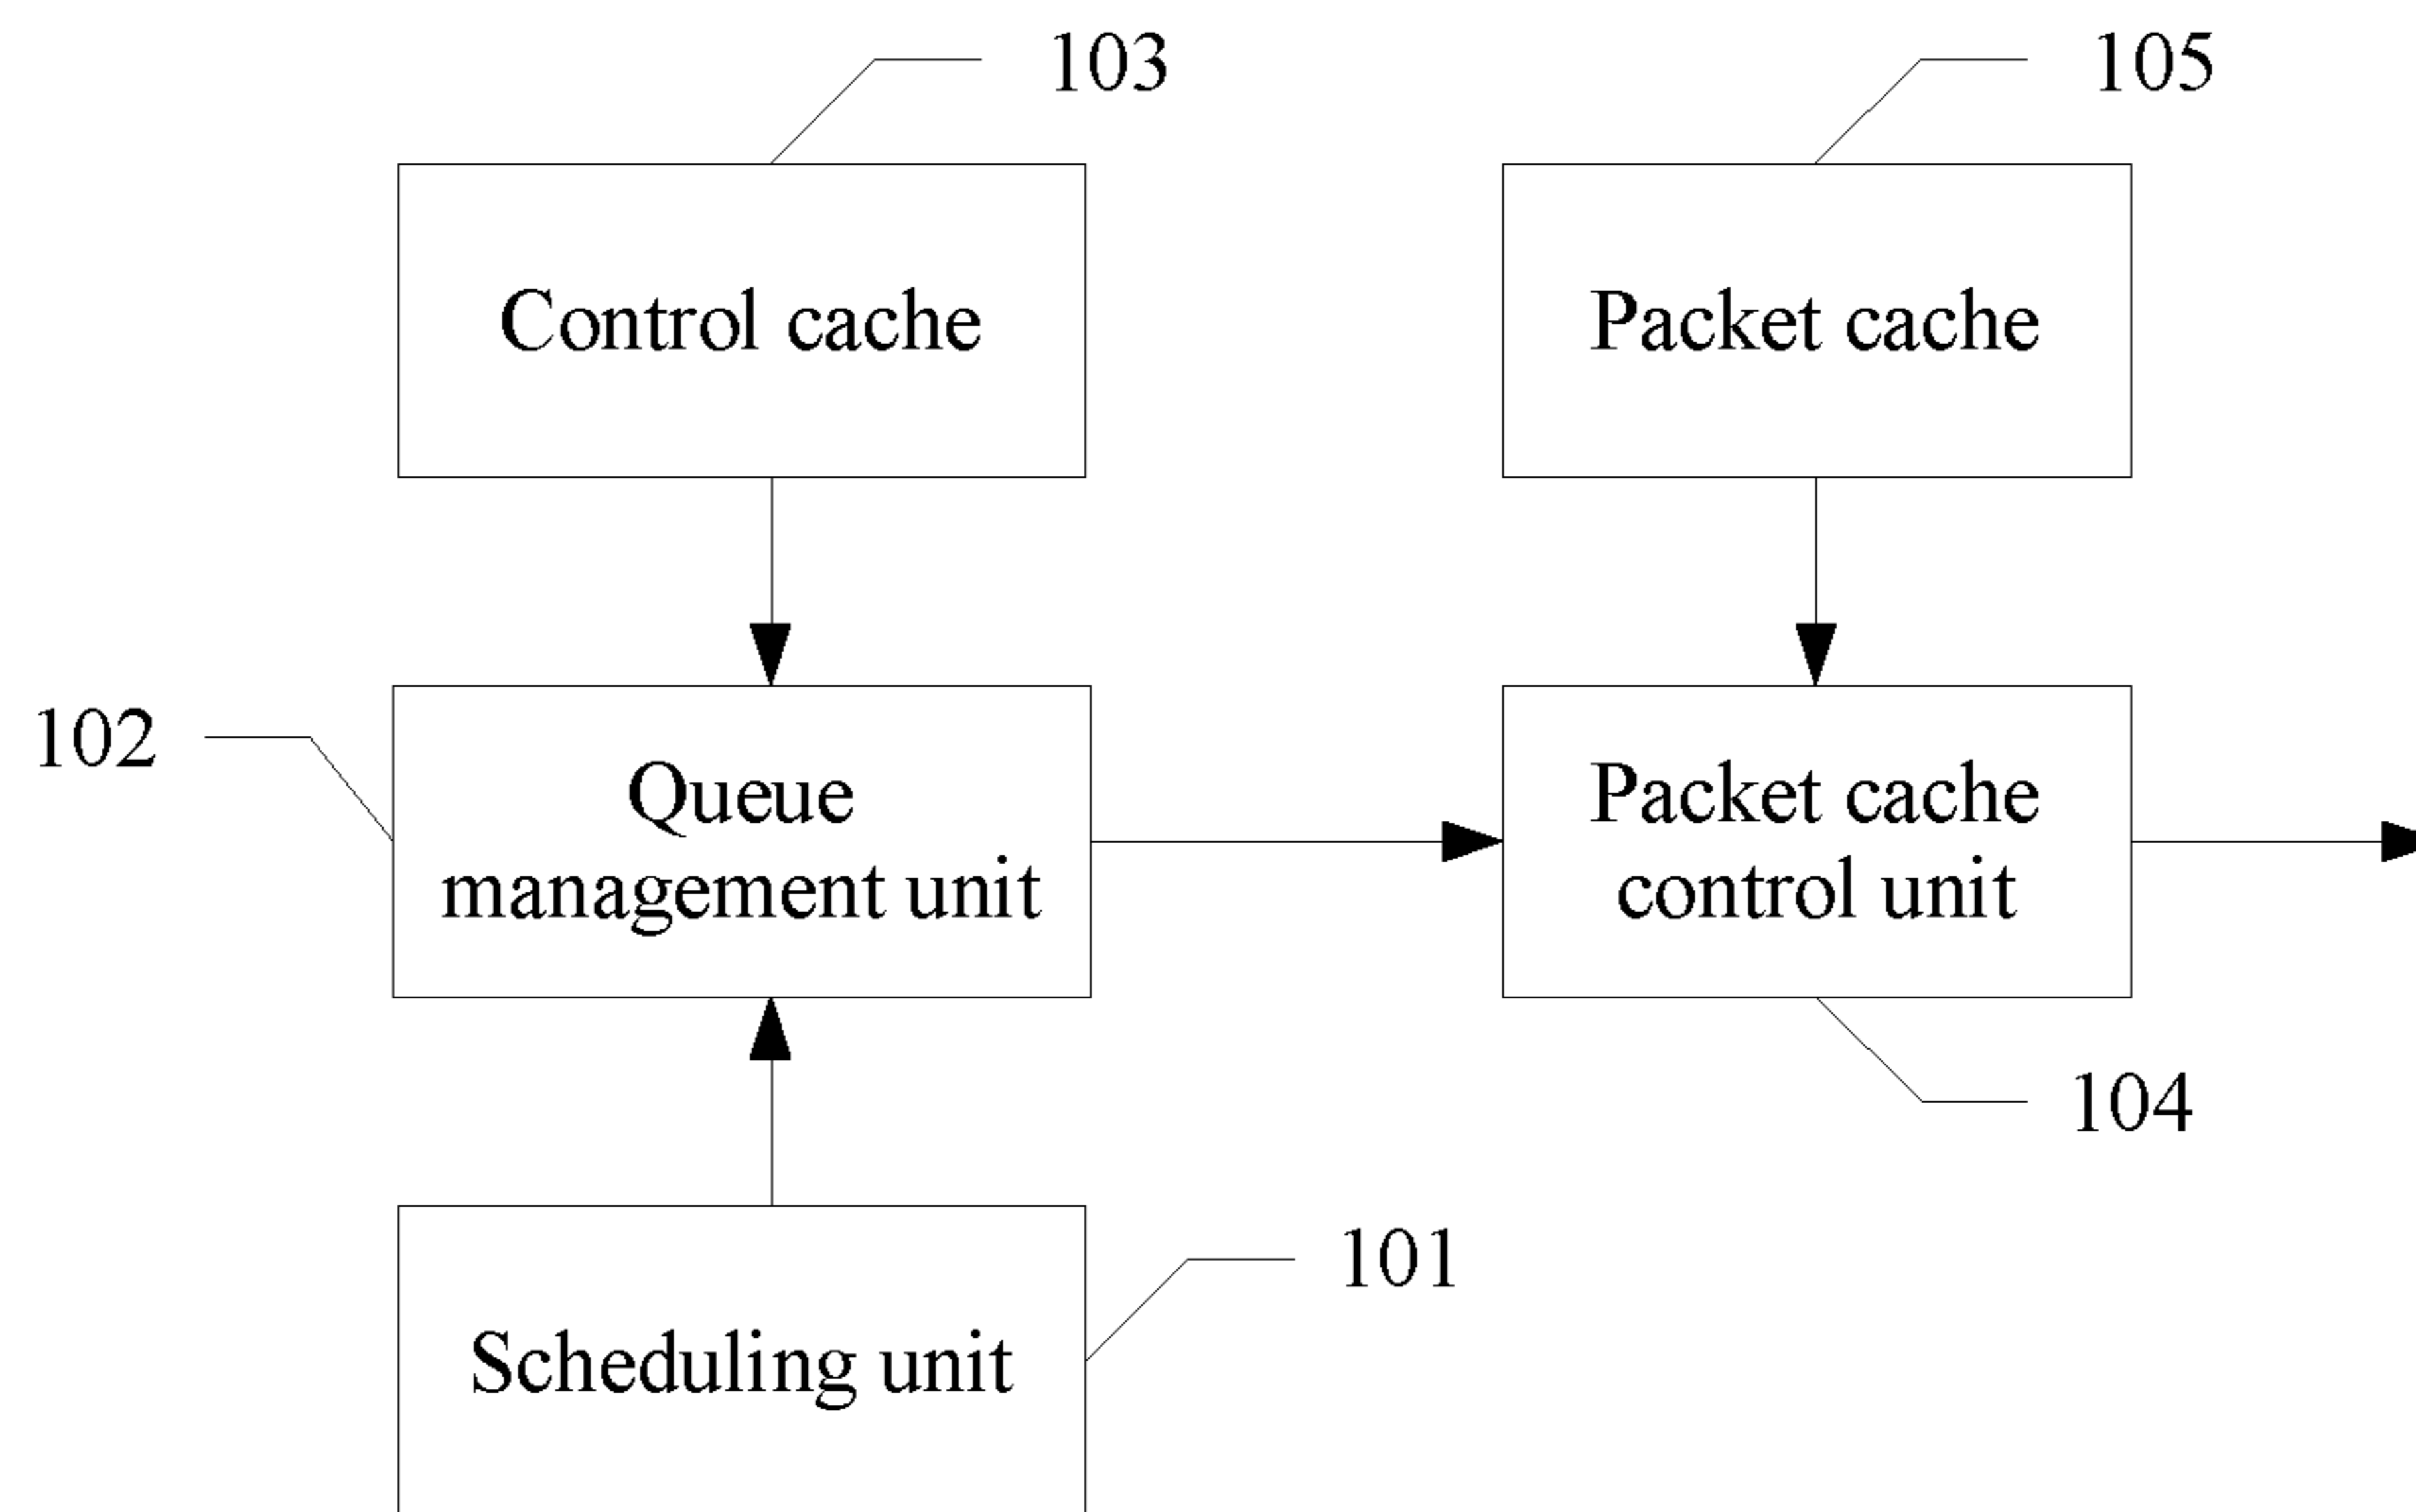 103
105
Control cache
Packet cache
102
Queue
management unit
Packet cache
control unit
104
101
Scheduling unit